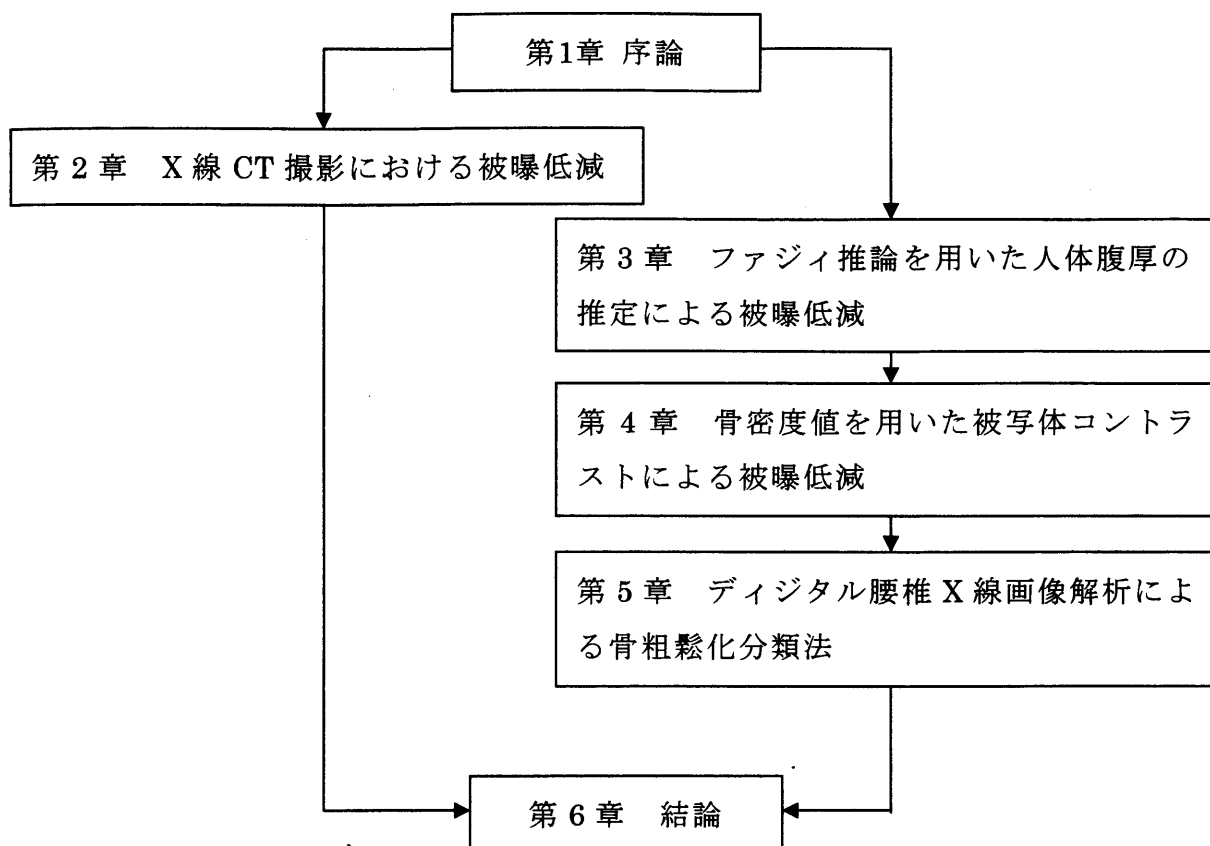 第1章 序論
第 2 章　X 線 CT 撮影における被曝低減
第 3 章　ファジィ推論を用いた人体腹厚の
推定による被曝低減
第 4 章　骨密度値を用いた被写体コントラ
ストによる被曝低減
第 5 章　ディジタル腰椎 X 線画像解析によ
る骨粗鬆化分類法
第 6 章　結論